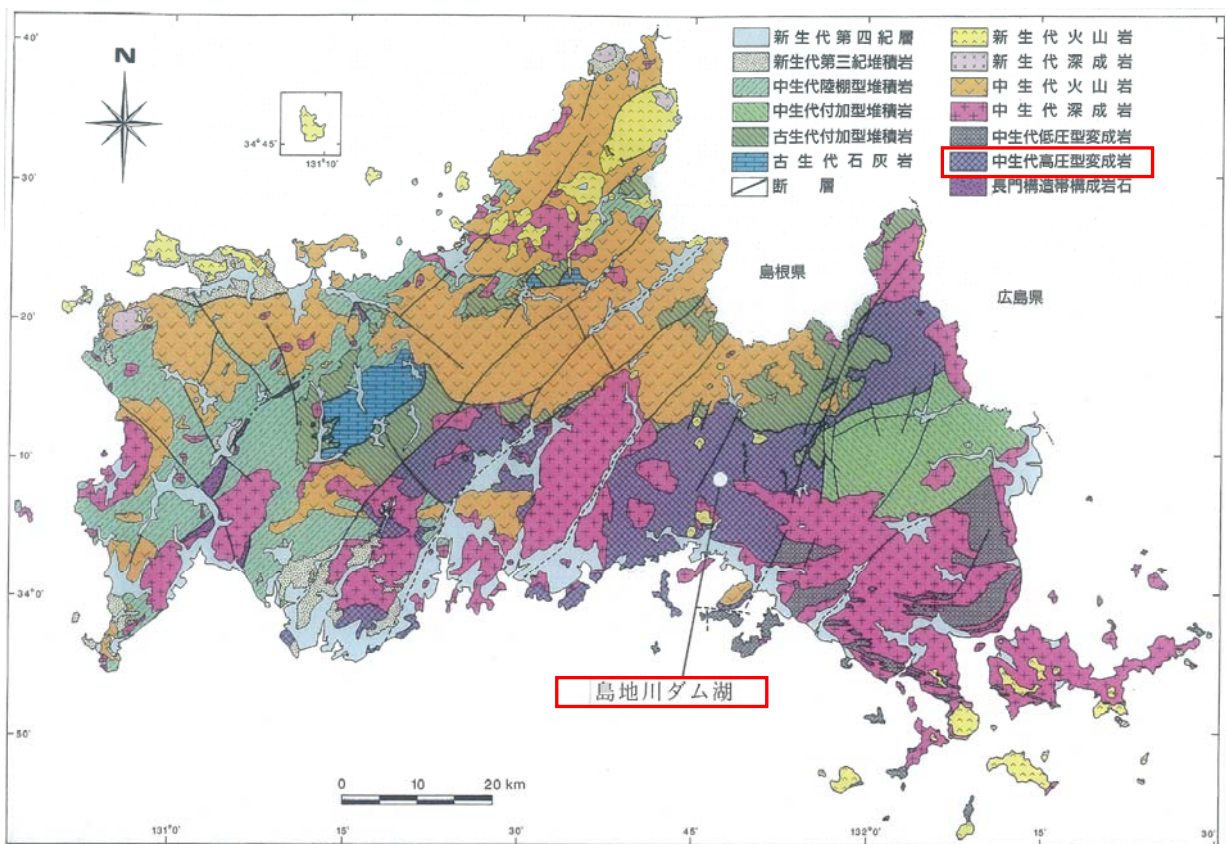 40′
N
34°45′
131°10′
新生代第四紀層
新生代第三紀堆積岩
中生代陸棚型堆積岩
中生代付加型堆積岩
古生代付加型堆積岩
古生代石灰岩
断層
新生代火山岩
新生代深成岩
中生代火山岩
中生代深成岩
中生代低圧型変成岩
中生代高圧型変成岩
長門構造帯構成岩石
30′
島根県
広島県
20′
10′
34°0′
島地川ダム湖
50′
0 10 20 km
131°0′ 15′ 30′ 45′ 132°0′ 15′ 30′